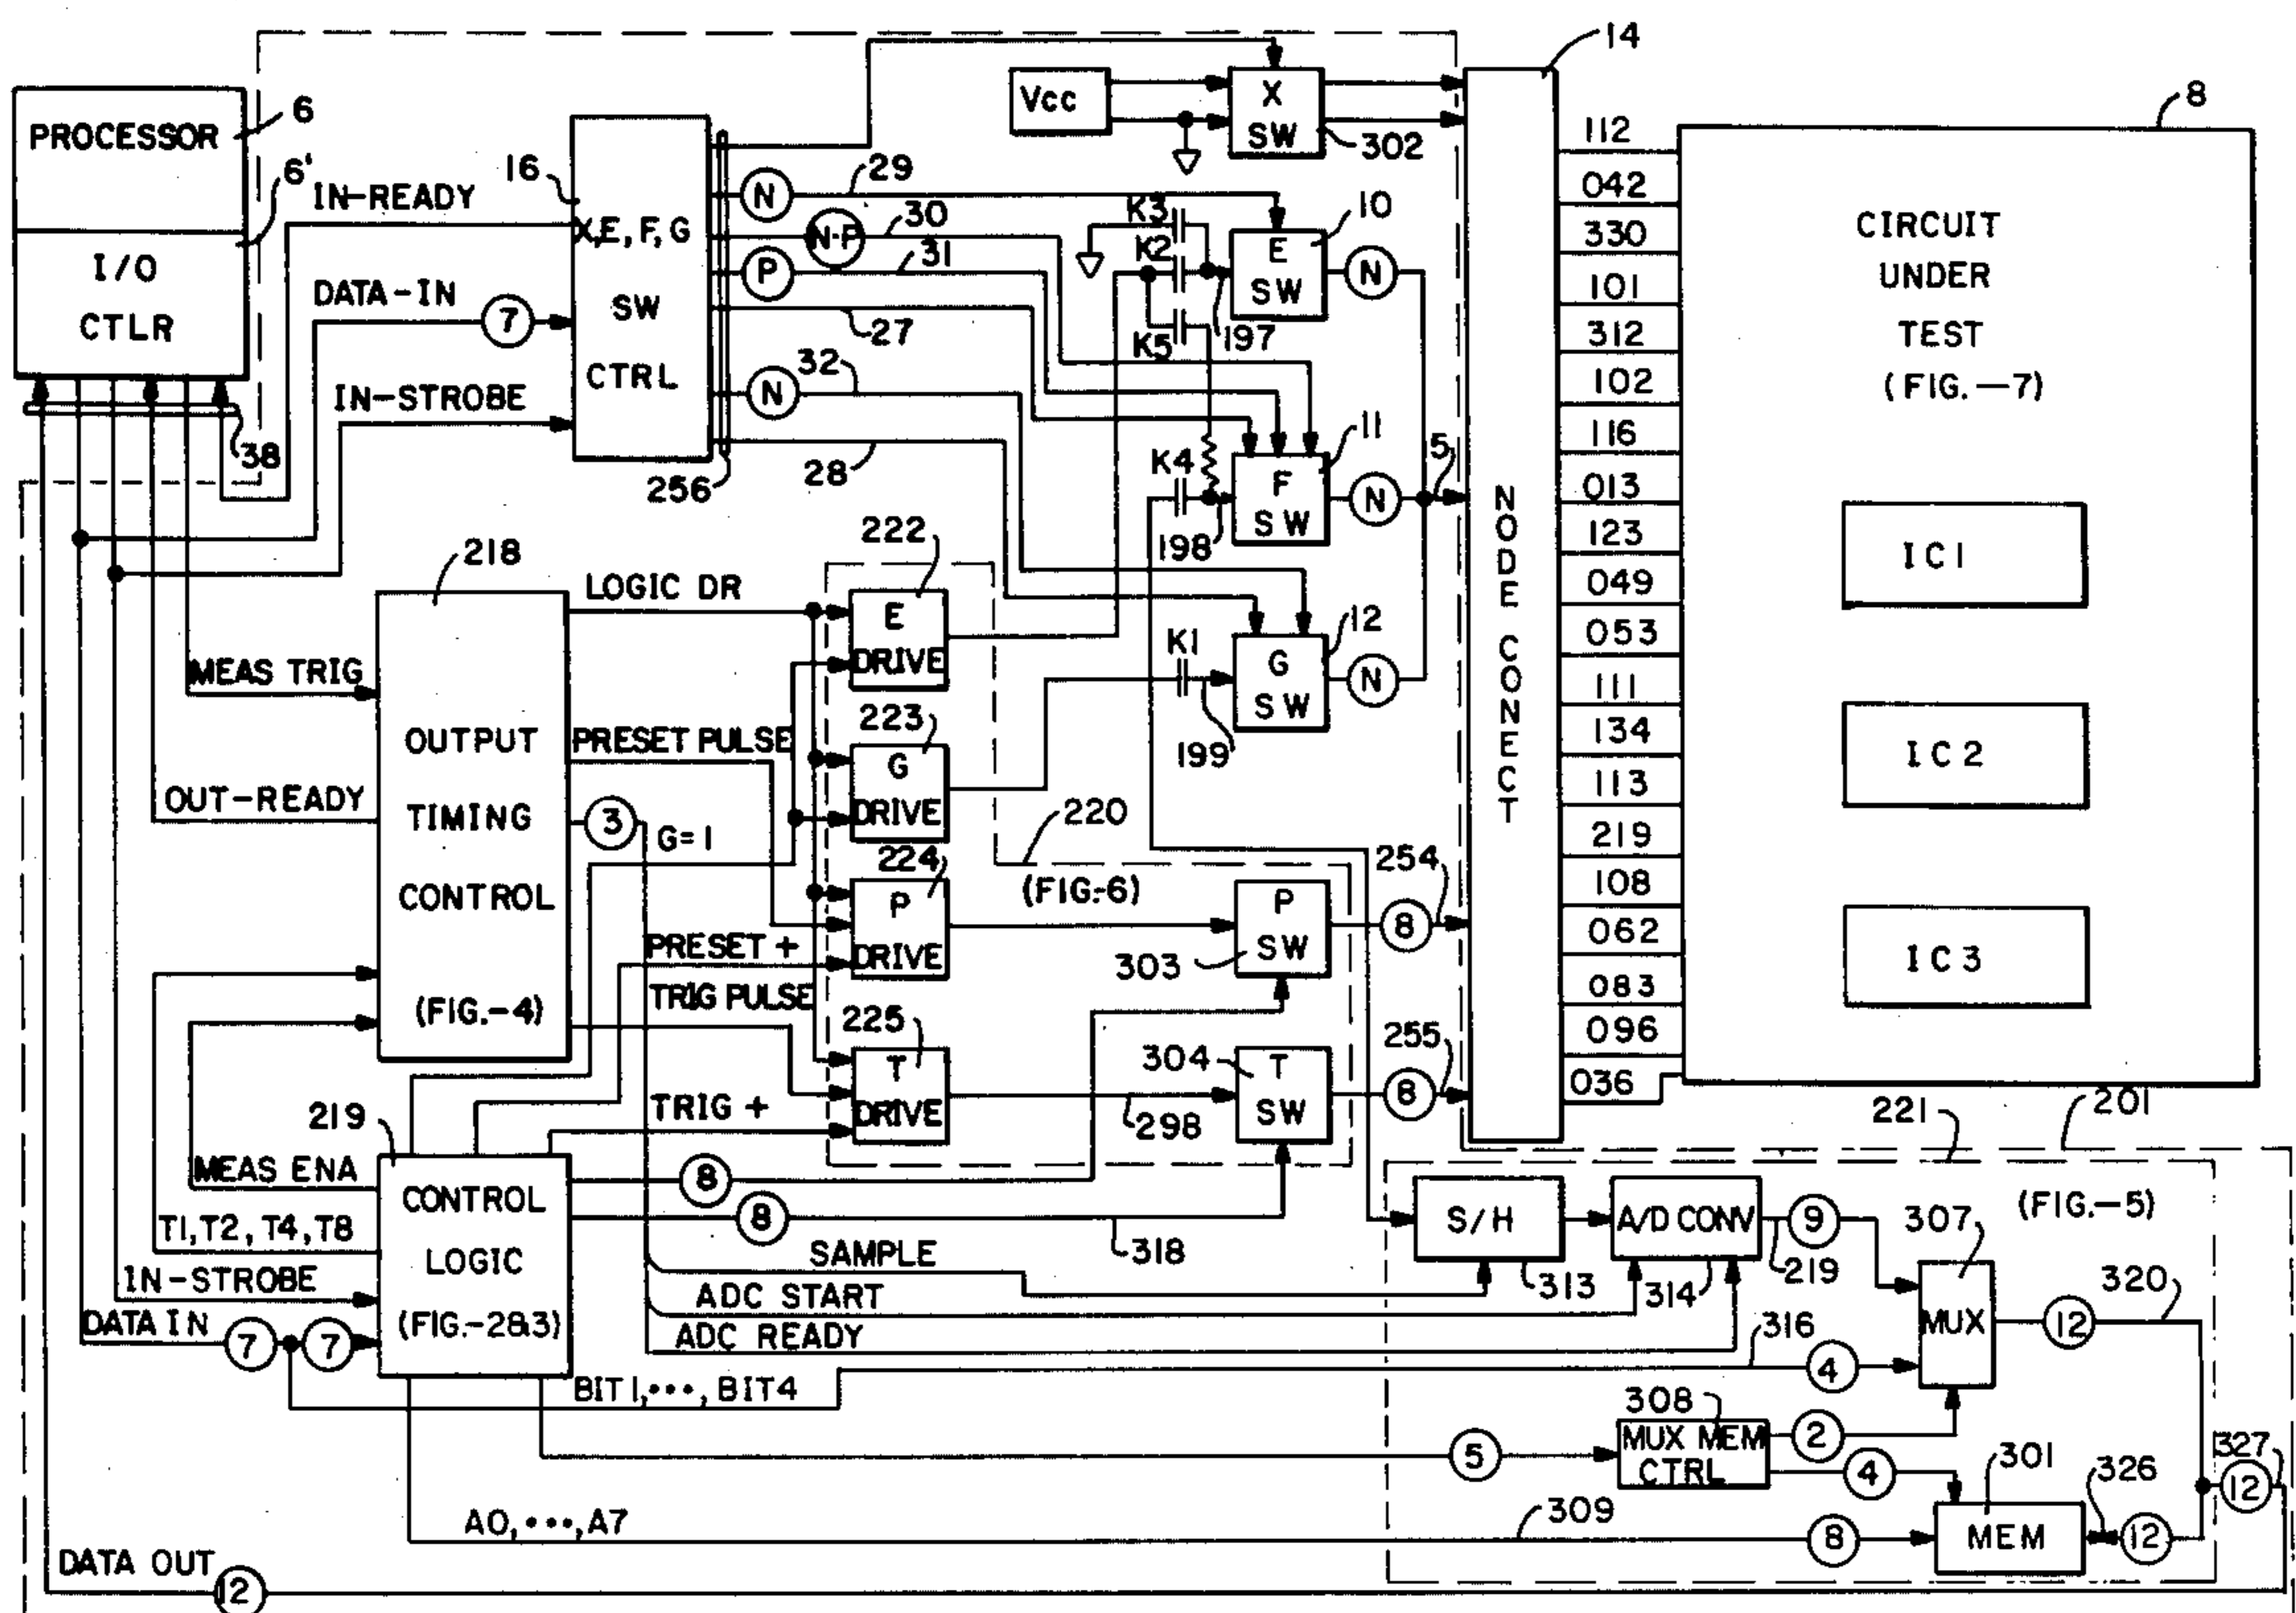 PROCESSOR
6
6'
I/O
CTLR
IN-READY
DATA-IN
7
IN-STROBE
38
16
X,E,F,G
SW
CTRL
256
N
29
N-P
30
P
31
27
N
32
28
Vcc
X
SW
302
14
8
K3
K2
K5
197
10
E
SW
N
K4
198
11
F
SW
N
5
K1
199
12
G
SW
N
NODE CONECT
112
042
330
101
312
102
116
013
123
049
053
111
134
113
219
108
062
083
096
036
CIRCUIT
UNDER
TEST
(FIG.-7)
IC1
IC2
IC3
218
LOGIC DR
222
E
DRIVE
MEAS TRIG
OUTPUT
TIMING
CONTROL
(FIG.-4)
PRESET PULSE
OUT-READY
3
G=1
223
G
DRIVE
220
(FIG.-6)
224
P
DRIVE
PRESET +
TRIG PULSE
225
T
DRIVE
TRIG +
298
P
SW
303
8
254
304
T
SW
8
255
219
MEAS ENA
T1,T2,T4,T8
IN-STROBE
DATA IN
7
7
CONTROL
LOGIC
(FIG.-2&3)
8
8
318
SAMPLE
ADC START
ADC READY
BIT1,•••,BIT4
A0,•••,A7
DATA OUT
12
221
201
(FIG.-5)
S/H
313
A/D CONV
314
219
9
307
MUX
12
320
316
4
308
MUX MEM
CTRL
2
4
5
301
MEM
326
12
327
12
309
8